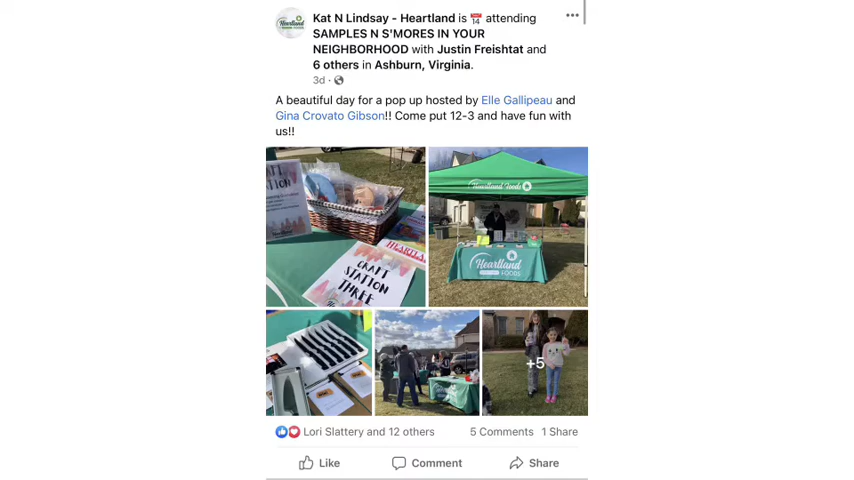 Kat N Lindsay - Heartland is 📅 attending
SAMPLES N S'MORES IN YOUR
NEIGHBORHOOD with Justin Freishtat and
6 others in Ashburn, Virginia.
3d ·
A beautiful day for a pop up hosted by Elle Gallipeau and
Gina Crovato Gibson!! Come put 12-3 and have fun with
us!!
CRAFT
STATION
THREE
Heartland Foods
Heartland
FOODS
+5
Lori Slattery and 12 others 5 Comments 1 Share
Like Comment Share